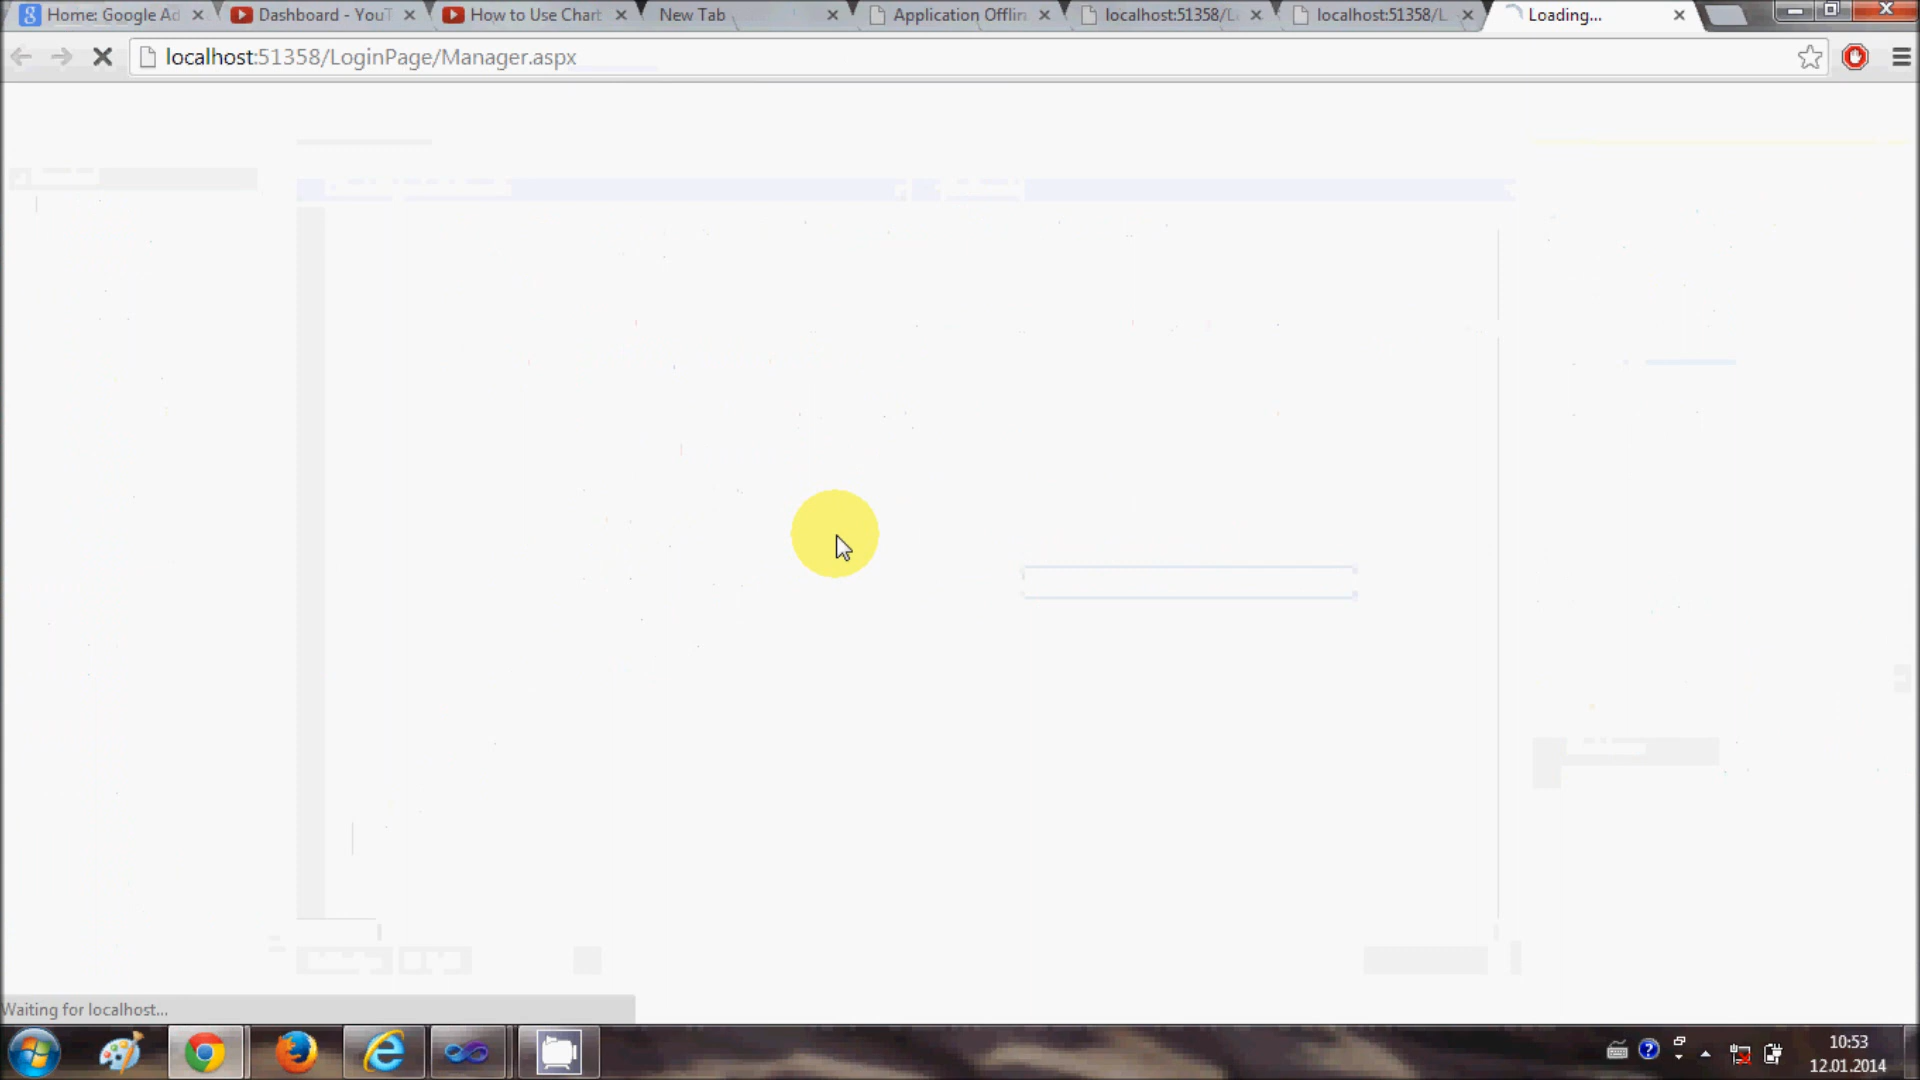 Home: Google Ad
Dashboard - YouT
How to Use Chart
New Tab
Application Offlin
localhost:51358/L
localhost:51358/L
Loading...
localhost:51358/LoginPage/Manager.aspx
Waiting for localhost...
10:53
12.01.2014